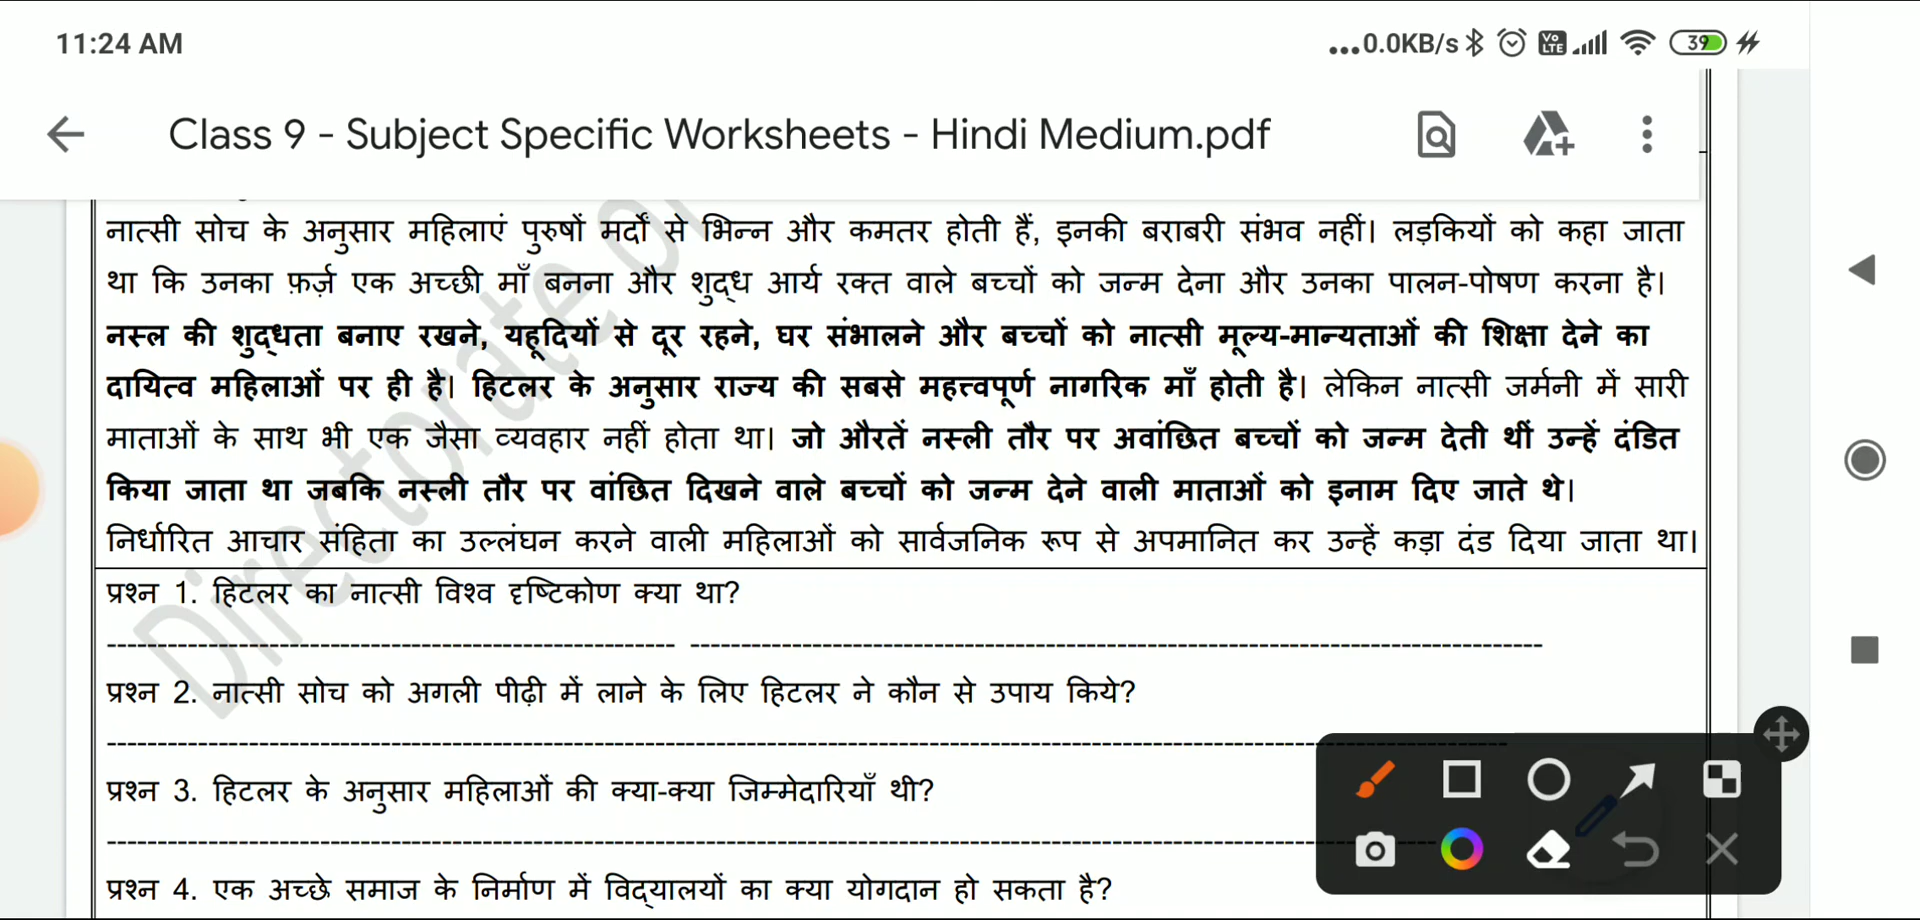 11:24 AM
...0.0KB/s Vo LTE 39
Class 9 - Subject Specific Worksheets - Hindi Medium.pdf
नात्सी सोच के अनुसार महिलाएं पुरुषों मर्दों से भिन्न और कमतर होती हैं, इनकी बराबरी संभव नहीं। लड़कियों को कहा जाता
था कि उनका फ़र्ज़ एक अच्छी माँ बनना और शुद्ध आर्य रक्त वाले बच्चों को जन्म देना और उनका पालन-पोषण करना है।
नस्ल की शुद्धता बनाए रखने, यहूदियों से दूर रहने, घर संभालने और बच्चों को नात्सी मूल्य-मान्यताओं की शिक्षा देने का
दायित्व महिलाओं पर ही है। हिटलर के अनुसार राज्य की सबसे महत्त्वपूर्ण नागरिक माँ होती है। लेकिन नात्सी जर्मनी में सारी
माताओं के साथ भी एक जैसा व्यवहार नहीं होता था। जो औरतें नस्ली तौर पर अवांछित बच्चों को जन्म देती थीं उन्हें दंडित
किया जाता था जबकि नस्ली तौर पर वांछित दिखने वाले बच्चों को जन्म देने वाली माताओं को इनाम दिए जाते थे।
निर्धारित आचार संहिता का उल्लंघन करने वाली महिलाओं को सार्वजनिक रूप से अपमानित कर उन्हें कड़ा दंड दिया जाता था।
प्रश्न 1. हिटलर का नात्सी विश्व दृष्टिकोण क्या था?
प्रश्न 2. नात्सी सोच को अगली पीढ़ी में लाने के लिए हिटलर ने कौन से उपाय किये?
प्रश्न 3. हिटलर के अनुसार महिलाओं की क्या-क्या जिम्मेदारियाँ थी?
प्रश्न 4. एक अच्छे समाज के निर्माण में विद्यालयों का क्या योगदान हो सकता है?
Directorate of